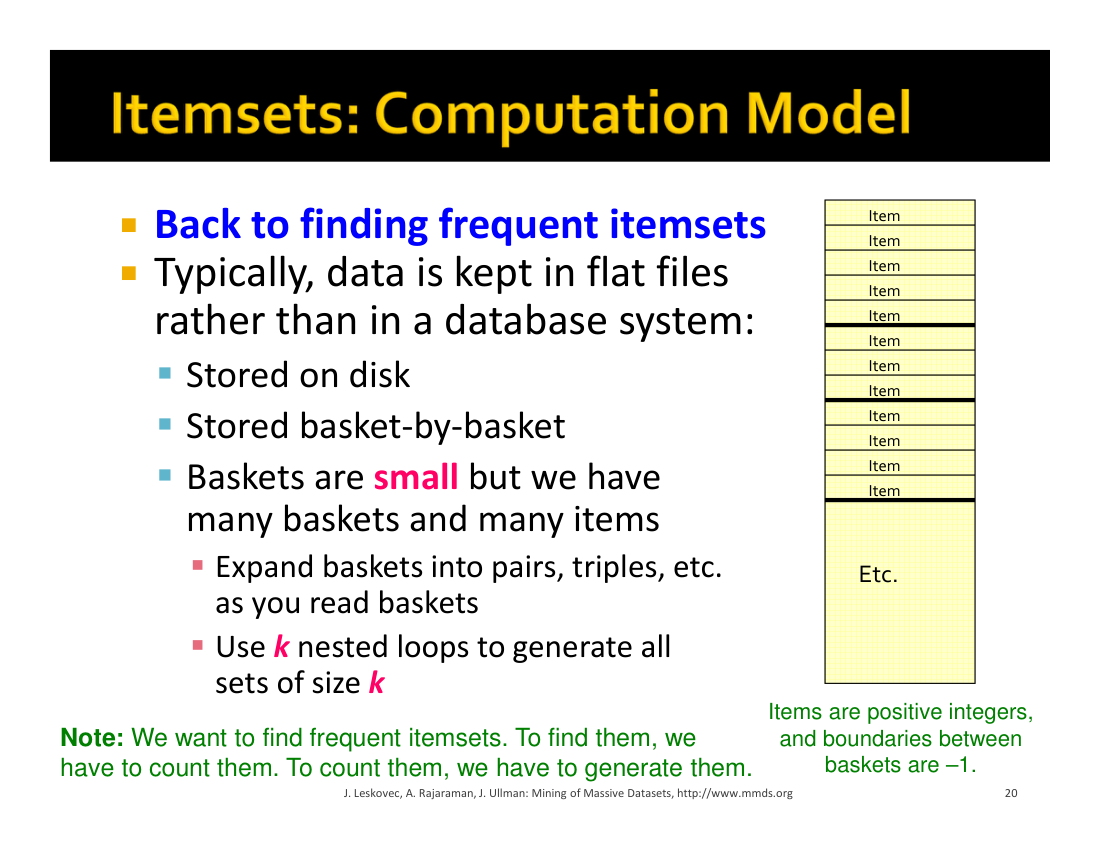 Itemsets: Computation Model
Back to finding frequent itemsets
Typically, data is kept in flat files
rather than in a database system:
Stored on disk
Stored basket-by-basket
Baskets are small but we have
many baskets and many items
Expand baskets into pairs, triples, etc.
as you read baskets
Use k nested loops to generate all
sets of size k
Item
Item
Item
Item
Item
Item
Item
Item
Item
Item
Item
Item
Etc.
Items are positive integers,
and boundaries between
baskets are –1.
Note: We want to find frequent itemsets. To find them, we
have to count them. To count them, we have to generate them.
J. Leskovec, A. Rajaraman, J. Ullman: Mining of Massive Datasets, http://www.mmds.org
20